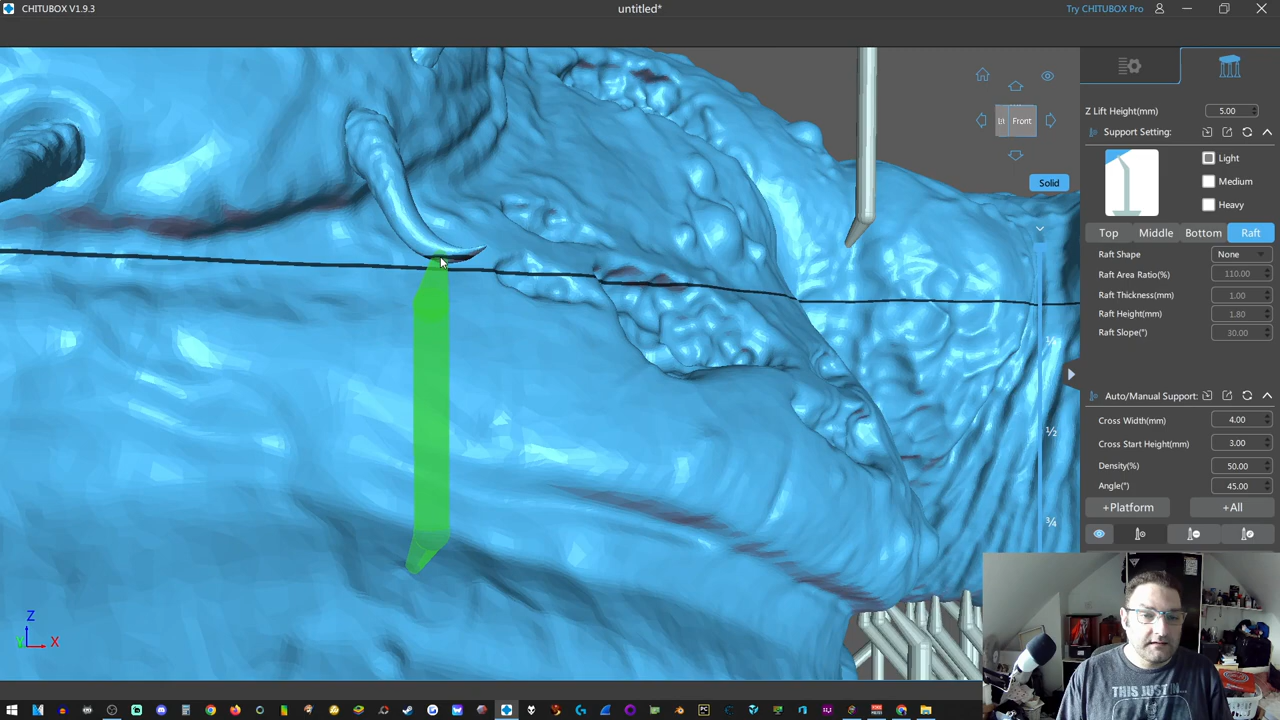 CHITUBOX V1.9.3
untitled*
Try CHITUBOX Pro
Z Lift Height(mm)
5.00
Support Setting:
Light
Front
Medium
Solid
Heavy
Top
Middle
Bottom
Raft
Raft Shape
None
Raft Area Ratio(%)
110.00
Raft Thickness(mm)
1.00
Raft Height(mm)
1.80
Raft Slope(°)
30.00
Auto/Manual Support:
Cross Width(mm)
4.00
½
Cross Start Height(mm)
3.00
Density(%)
50.00
Angle(°)
45.00
+Platform
+All
¾
Z
Y
X
THIS JUST IN...